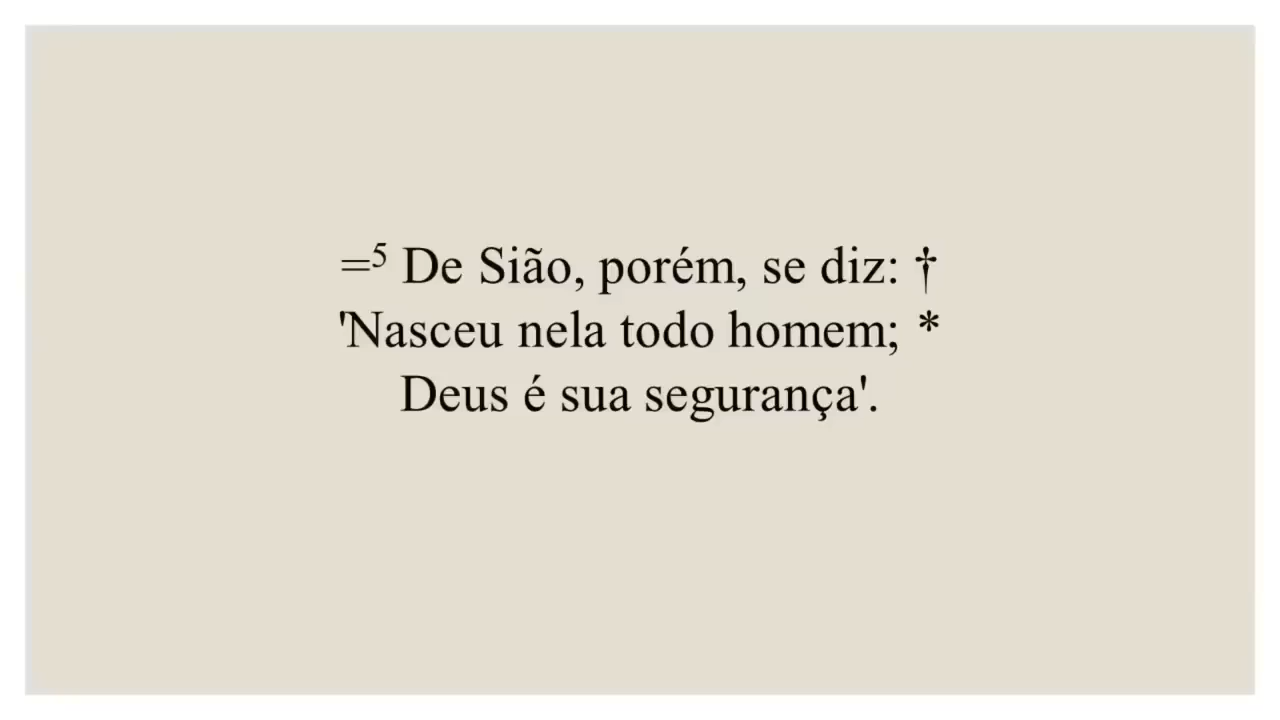 =⁵ De Sião, porém, se diz: †
'Nasceu nela todo homem; *
Deus é sua segurança'.